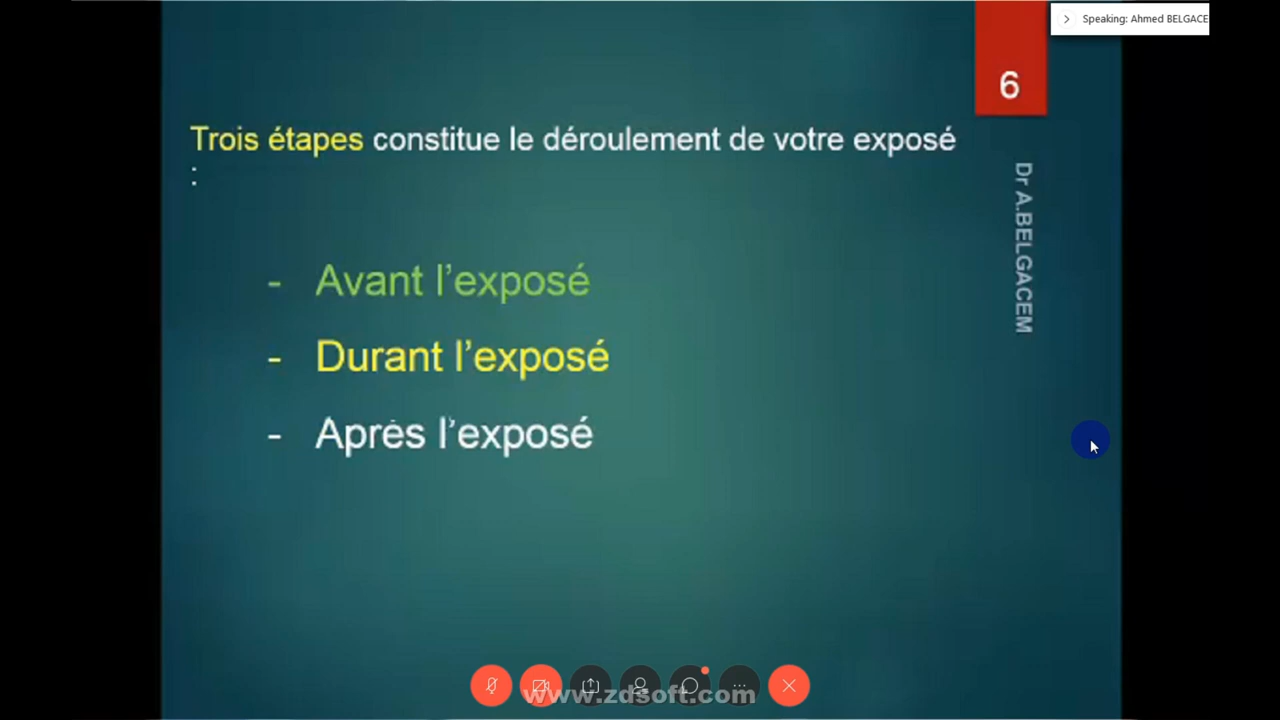 Speaking: Ahmed BELGACE
6
Trois étapes constitue le déroulement de votre exposé
:
Dr A.BELGACEM
- Avant l’exposé
- Durant l’exposé
- Après l’exposé
www.zdsoft.com